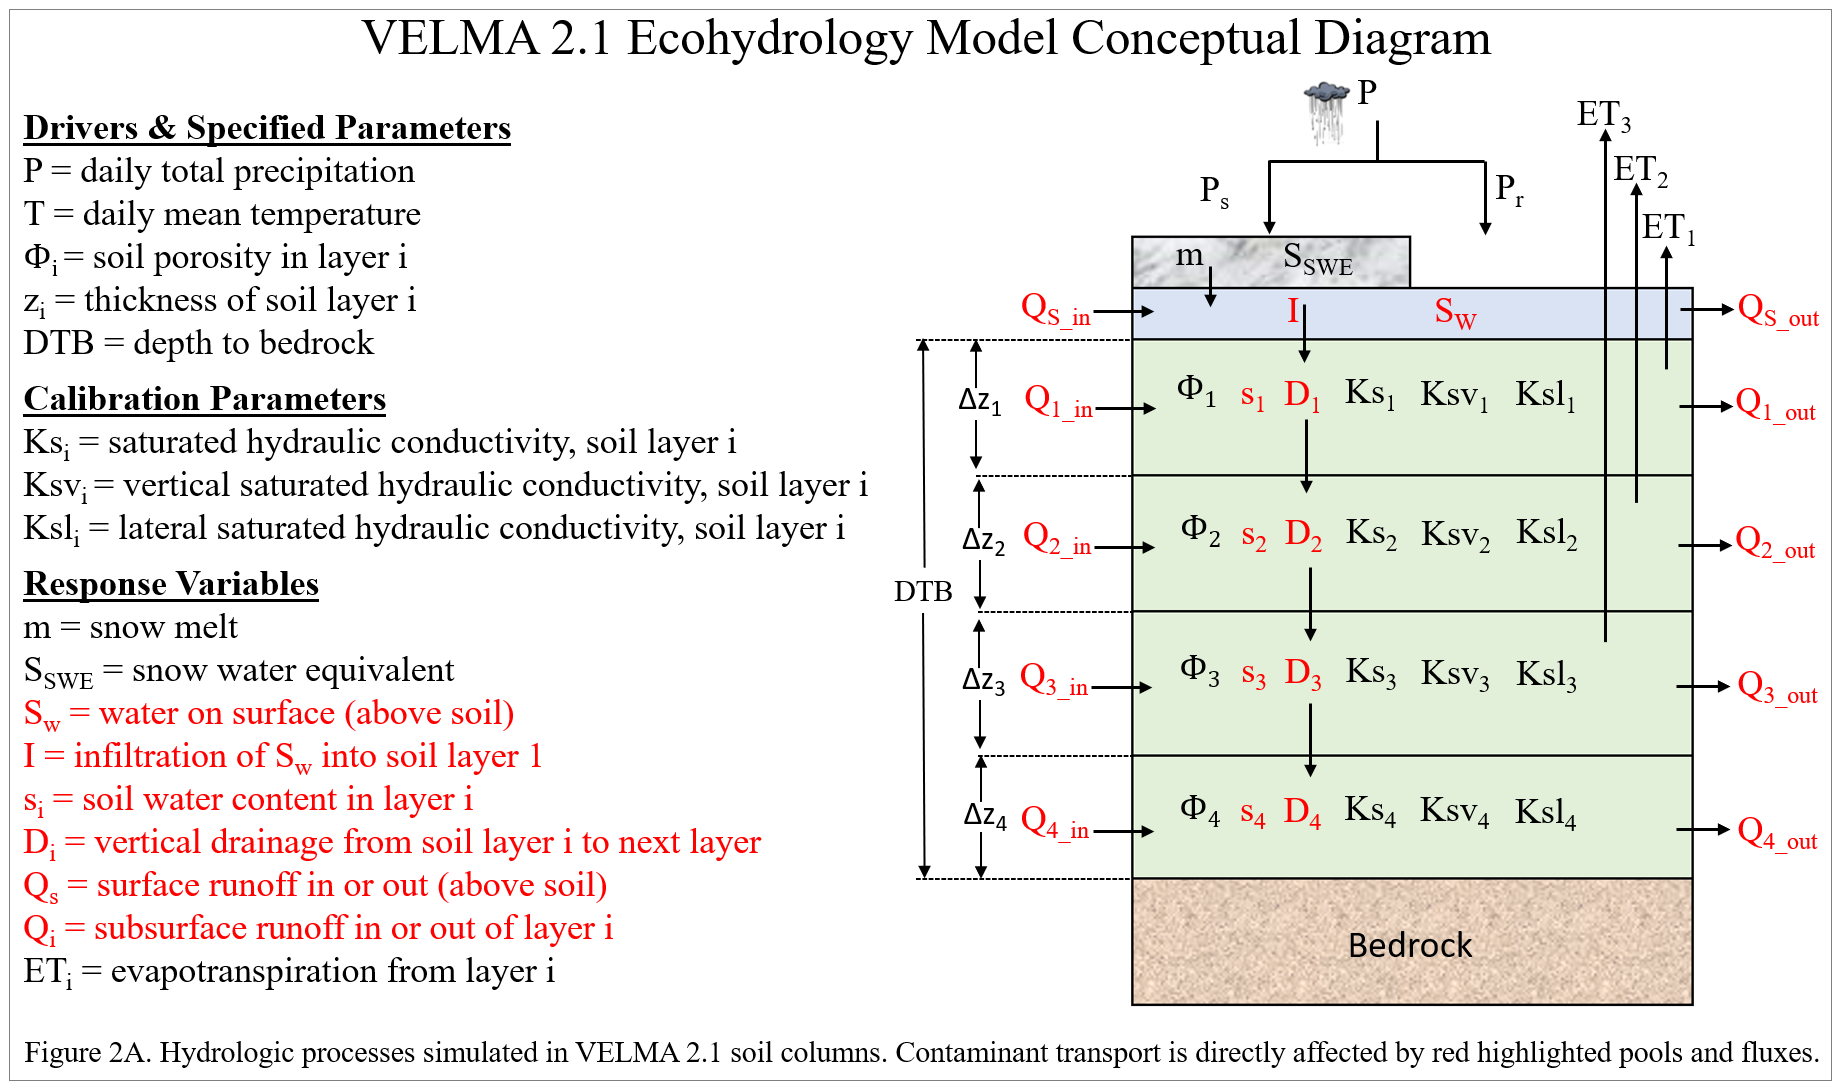 VELMA 2.1 Ecohydrology Model Conceptual Diagram
Drivers & Specified Parameters
P = daily total precipitation
T = daily mean temperature
Φi = soil porosity in layer i
zi = thickness of soil layer i
DTB = depth to bedrock
Calibration Parameters
Ksi = saturated hydraulic conductivity, soil layer i
Ksvi = vertical saturated hydraulic conductivity, soil layer i
Ksli = lateral saturated hydraulic conductivity, soil layer i
Response Variables
m = snow melt
SSWE = snow water equivalent
Sw = water on surface (above soil)
I = infiltration of Sw into soil layer 1
si = soil water content in layer i
Di = vertical drainage from soil layer i to next layer
Qs = surface runoff in or out (above soil)
Qi = subsurface runoff in or out of layer i
ETi = evapotranspiration from layer i
P
Ps
Pr
ET3
ET2
ET1
m SSWE
QS_in I SW QS_out
Δz1 Q1_in Φ1 s1 D1 Ks1 Ksv1 Ksl1 Q1_out
Δz2 Q2_in Φ2 s2 D2 Ks2 Ksv2 Ksl2 Q2_out
DTB
Δz3 Q3_in Φ3 s3 D3 Ks3 Ksv3 Ksl3 Q3_out
Δz4 Q4_in Φ4 s4 D4 Ks4 Ksv4 Ksl4 Q4_out
Bedrock
Figure 2A. Hydrologic processes simulated in VELMA 2.1 soil columns. Contaminant transport is directly affected by red highlighted pools and fluxes.